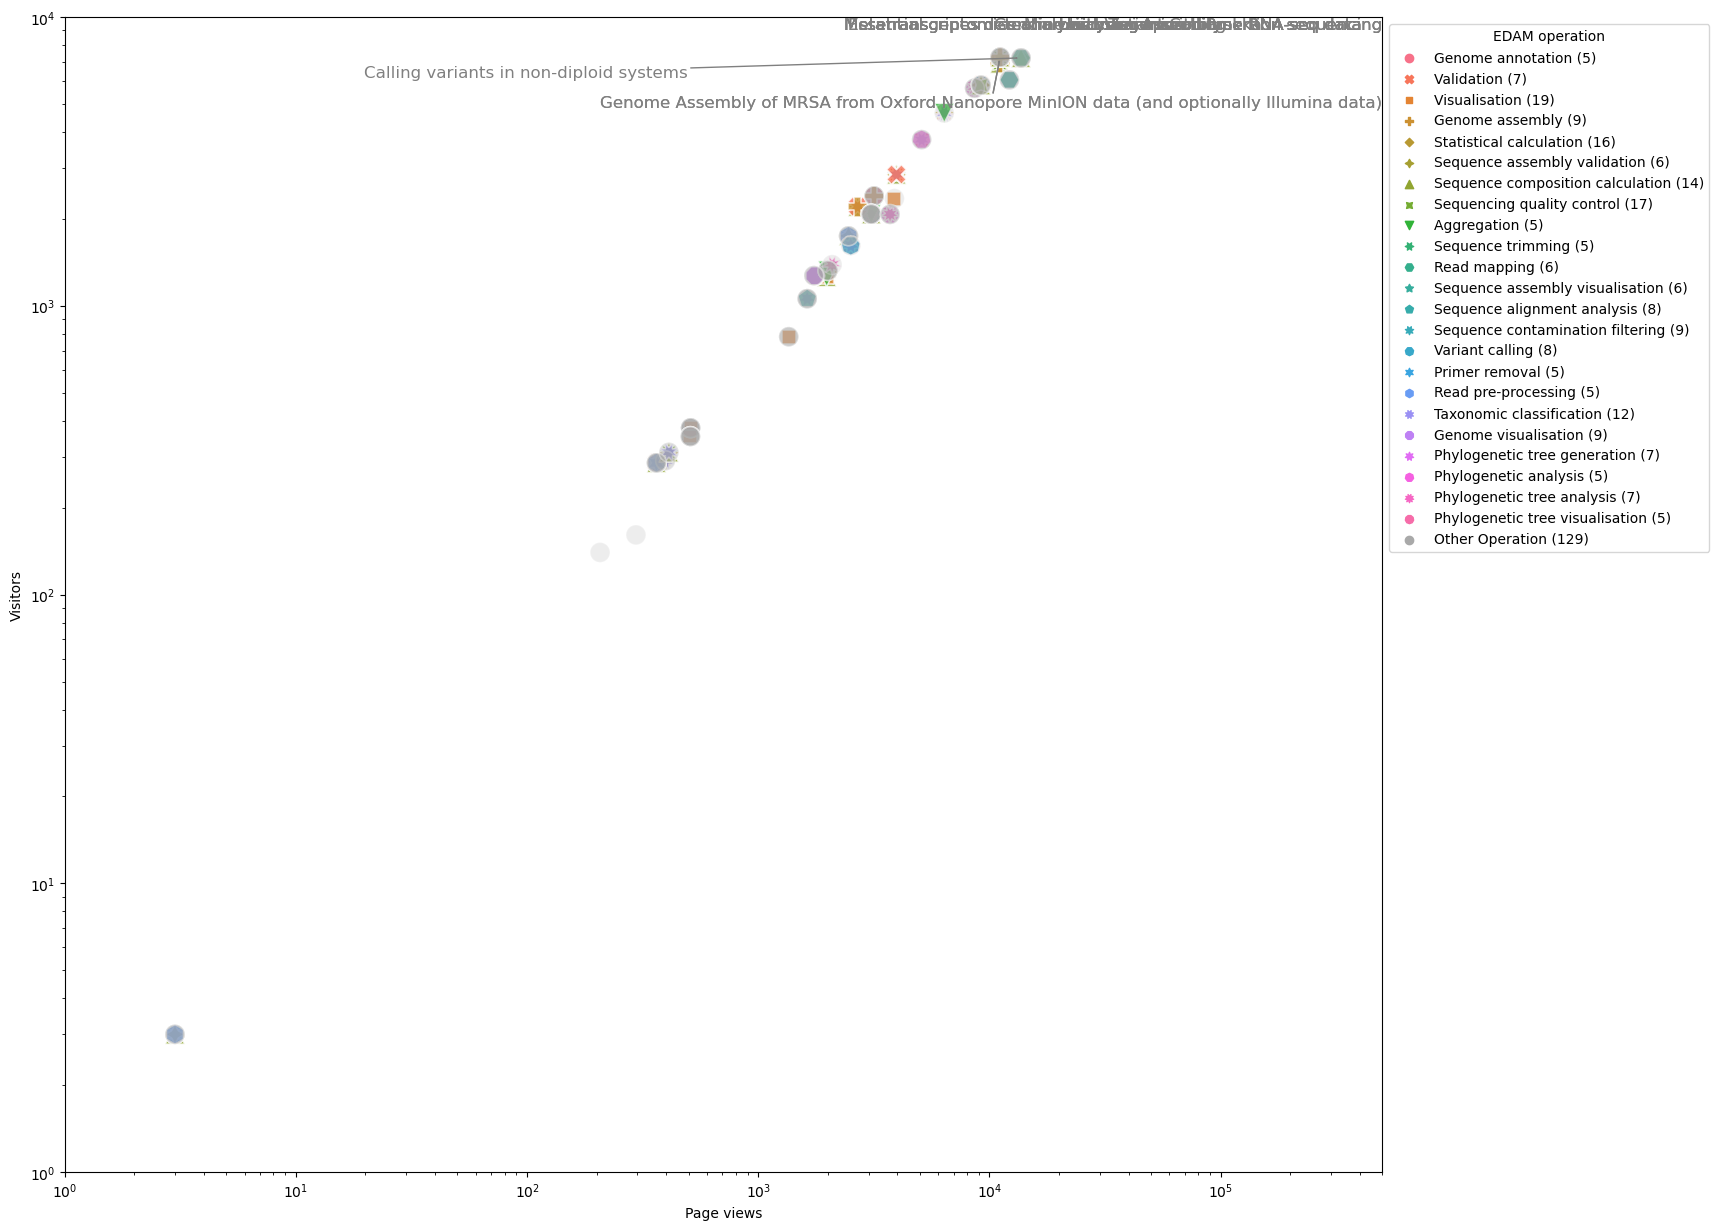 10^4
Calling variants in non-diploid systems
Genome Assembly of MRSA from Oxford Nanopore MinION data (and optionally Illumina data)
10^3
10^2
10^1
10^0
Visitors
10^0
10^1
10^2
10^3
10^4
10^5
Page views
EDAM operation
Genome annotation (5)
Validation (7)
Visualisation (19)
Genome assembly (9)
Statistical calculation (16)
Sequence assembly validation (6)
Sequence composition calculation (14)
Sequencing quality control (17)
Aggregation (5)
Sequence trimming (5)
Read mapping (6)
Sequence assembly visualisation (6)
Sequence alignment analysis (8)
Sequence contamination filtering (9)
Variant calling (8)
Primer removal (5)
Read pre-processing (5)
Taxonomic classification (12)
Genome visualisation (9)
Phylogenetic tree generation (7)
Phylogenetic analysis (5)
Phylogenetic tree analysis (7)
Phylogenetic tree visualisation (5)
Other Operation (129)